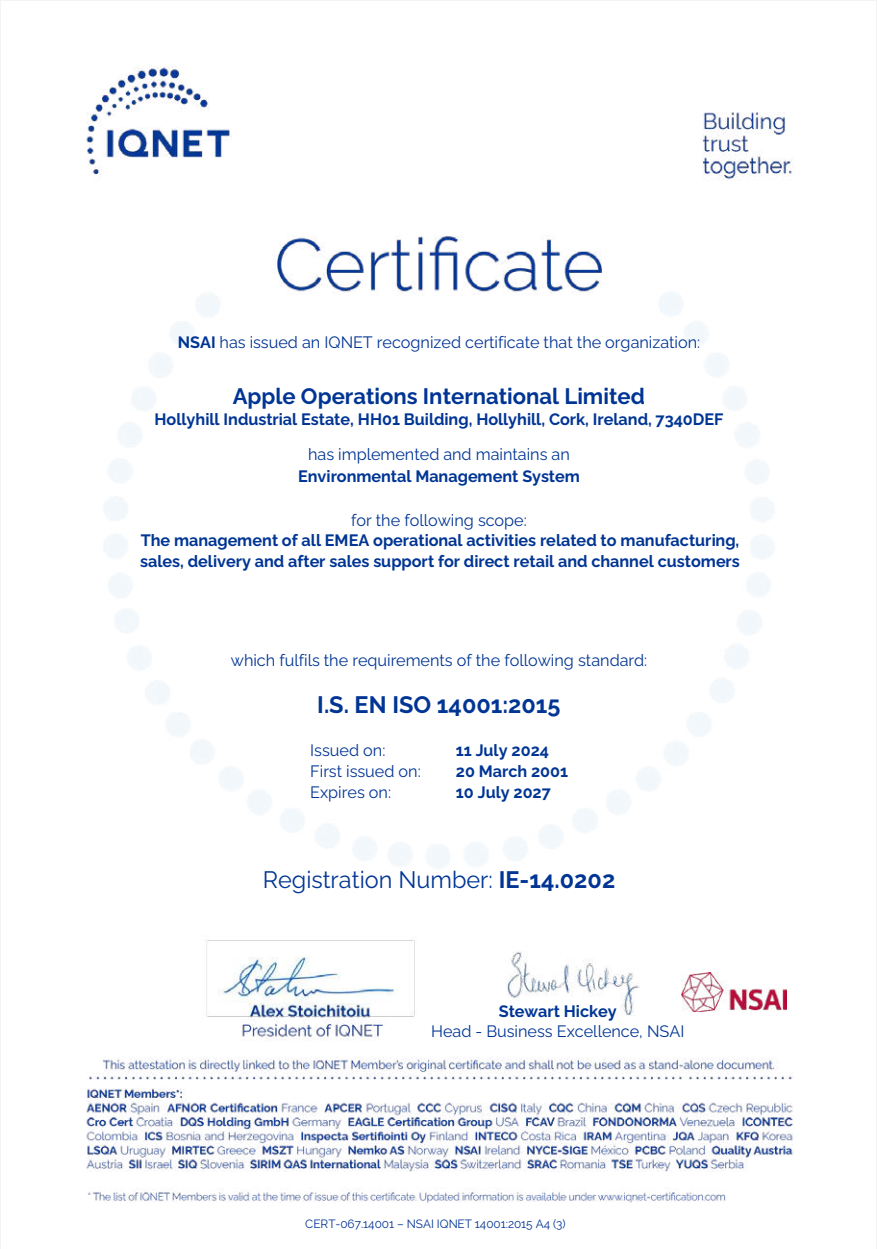 IQNET
Building
trust
together.
Certificate
NSAI has issued an IQNET recognized certificate that the organization:
Apple Operations International Limited
Hollyhill Industrial Estate, HH01 Building, Hollyhill, Cork, Ireland, 7340DEF
has implemented and maintains an
Environmental Management System
for the following scope:
The management of all EMEA operational activities related to manufacturing,
sales, delivery and after sales support for direct retail and channel customers
which fulfils the requirements of the following standard:
I.S. EN ISO 14001:2015
Issued on: 11 July 2024
First issued on: 20 March 2001
Expires on: 10 July 2027
Registration Number: IE-14.0202
Alex Stoichitoiu
President of IQNET
Stewart Hickey
Stewart Hickey
Head - Business Excellence, NSAI
NSAI
This attestation is directly linked to the IQNET Member's original certificate and shall not be used as a stand-alone document.
IQNET Members*:
AENOR Spain AFNOR Certification France APCER Portugal CCC Cyprus CISQ Italy CQC China CQM China CQS Czech Republic
Cro Cert Croatia DQS Holding GmbH Germany EAGLE Certification Group USA FCAV Brazil FONDONORMA Venezuela ICONTEC
Colombia ICS Bosnia and Herzegovina Inspecta Sertifiointi Oy Finland INTECO Costa Rica IRAM Argentina JQA Japan KFQ Korea
LSQA Uruguay MIRTEC Greece MSZT Hungary Nemko AS Norway NSAI Ireland NYCE-SIGE México PCBC Poland Quality Austria
Austria SII Israel SIQ Slovenia SIRIM QAS International Malaysia SQS Switzerland SRAC Romania TSE Turkey YUQS Serbia
* The list of IQNET Members is valid at the time of issue of this certificate. Updated information is available under www.iqnet-certification.com
CERT-067.14001 – NSAI IQNET 14001:2015 A4 (3)